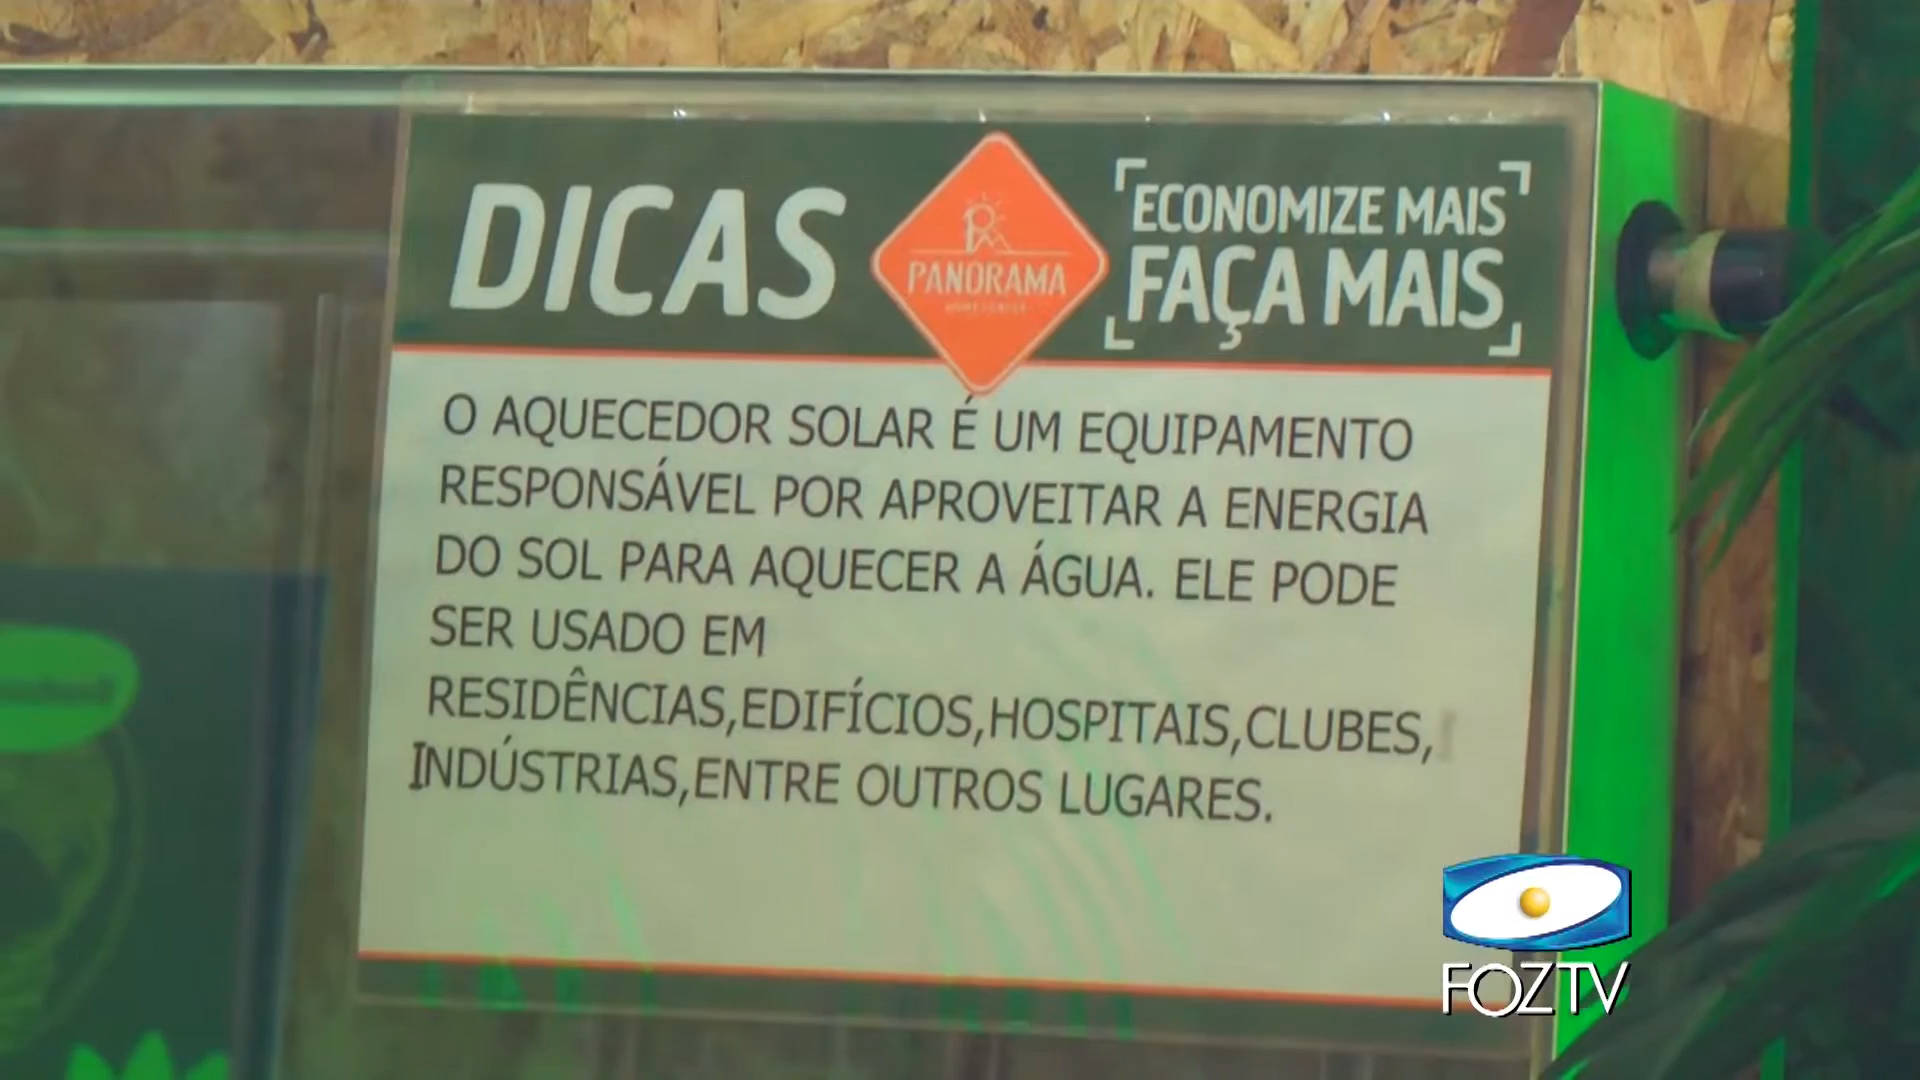 DICAS
PANORAMA
ECONOMIZE MAIS
FAÇA MAIS
O AQUECEDOR SOLAR É UM EQUIPAMENTO
RESPONSÁVEL POR APROVEITAR A ENERGIA
DO SOL PARA AQUECER A ÁGUA. ELE PODE
SER USADO EM
RESIDÊNCIAS,EDIFÍCIOS,HOSPITAIS,CLUBES,
INDÚSTRIAS,ENTRE OUTROS LUGARES.
FOZTV